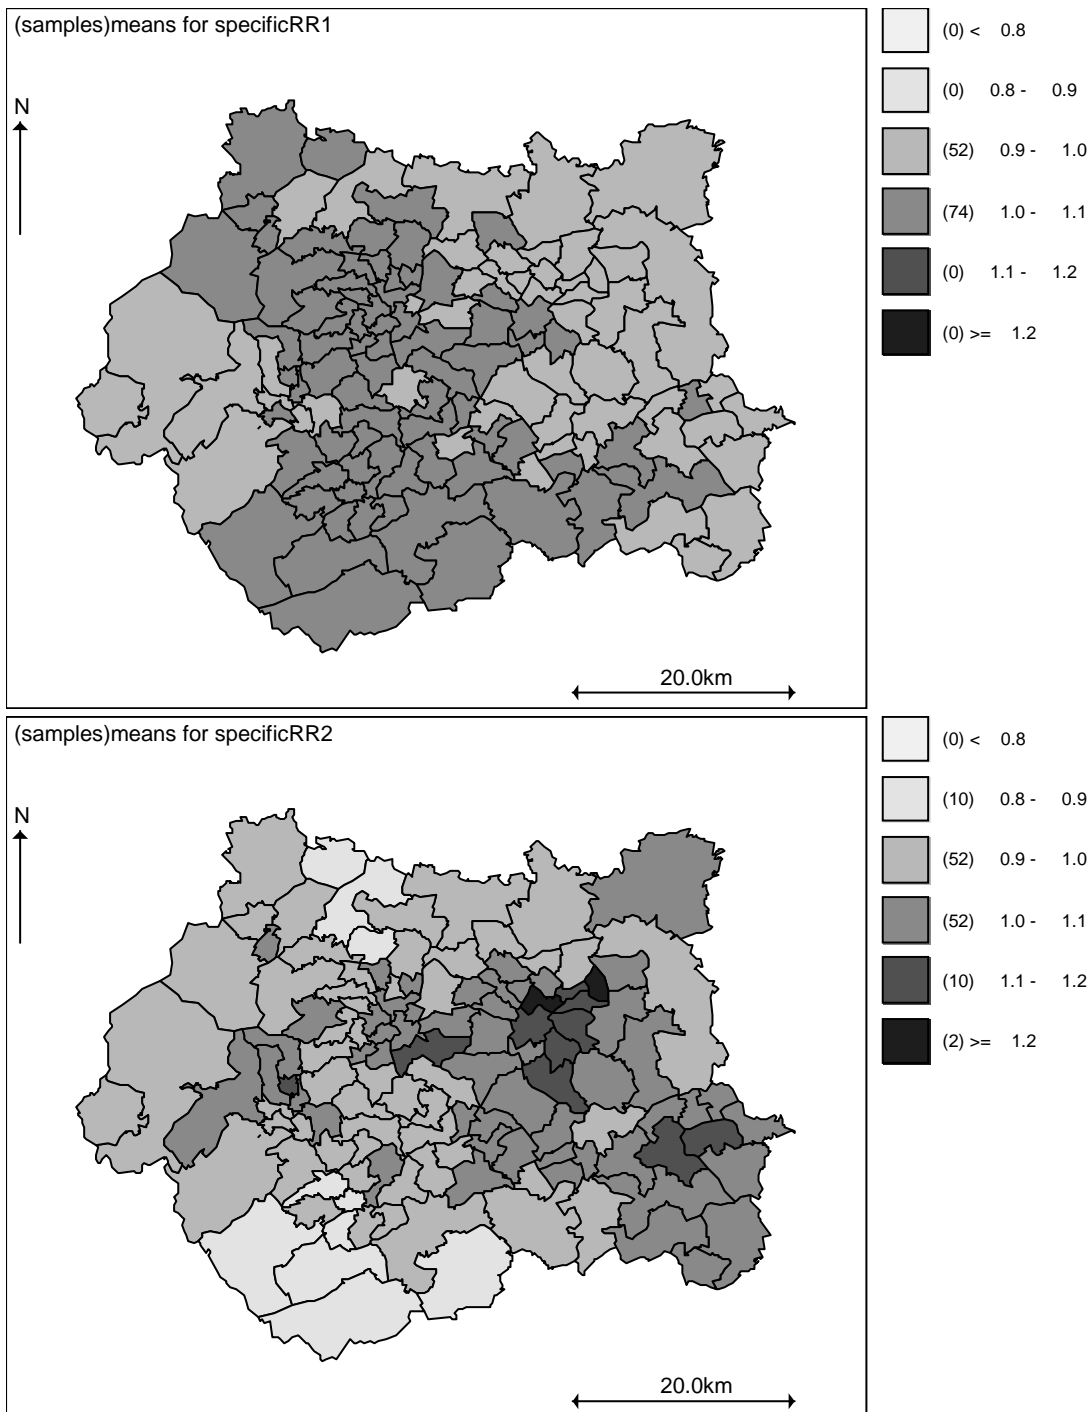 (samples)means for specificRR1
N
20.0km
(0) < 0.8
(0) 0.8 - 0.9
(52) 0.9 - 1.0
(74) 1.0 - 1.1
(0) 1.1 - 1.2
(0) >= 1.2
(samples)means for specificRR2
N
20.0km
(0) < 0.8
(10) 0.8 - 0.9
(52) 0.9 - 1.0
(52) 1.0 - 1.1
(10) 1.1 - 1.2
(2) >= 1.2